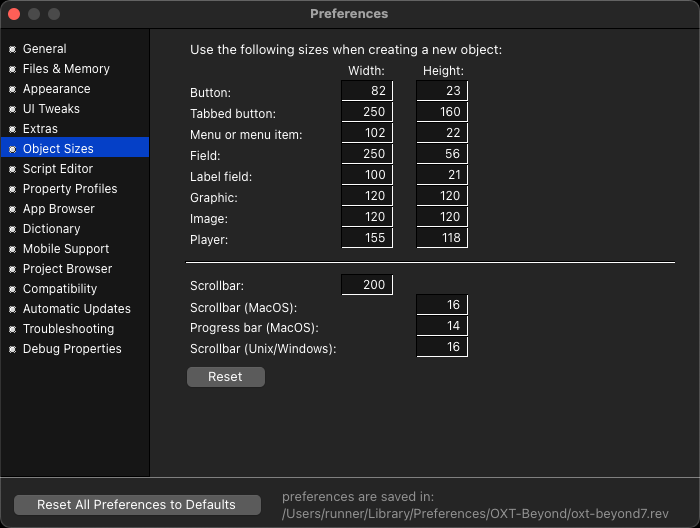 Preferences
General
Files & Memory
Appearance
UI Tweaks
Extras
Object Sizes
Script Editor
Property Profiles
App Browser
Dictionary
Mobile Support
Project Browser
Compatibility
Automatic Updates
Troubleshooting
Debug Properties
Use the following sizes when creating a new object:
Width: Height:
Button: 82 23
Tabbed button: 250 160
Menu or menu item: 102 22
Field: 250 56
Label field: 100 21
Graphic: 120 120
Image: 120 120
Player: 155 118
Scrollbar: 200
Scrollbar (MacOS): 16
Progress bar (MacOS): 14
Scrollbar (Unix/Windows): 16
Reset
Reset All Preferences to Defaults
preferences are saved in:
/Users/runner/Library/Preferences/OXT-Beyond/oxt-beyond7.rev